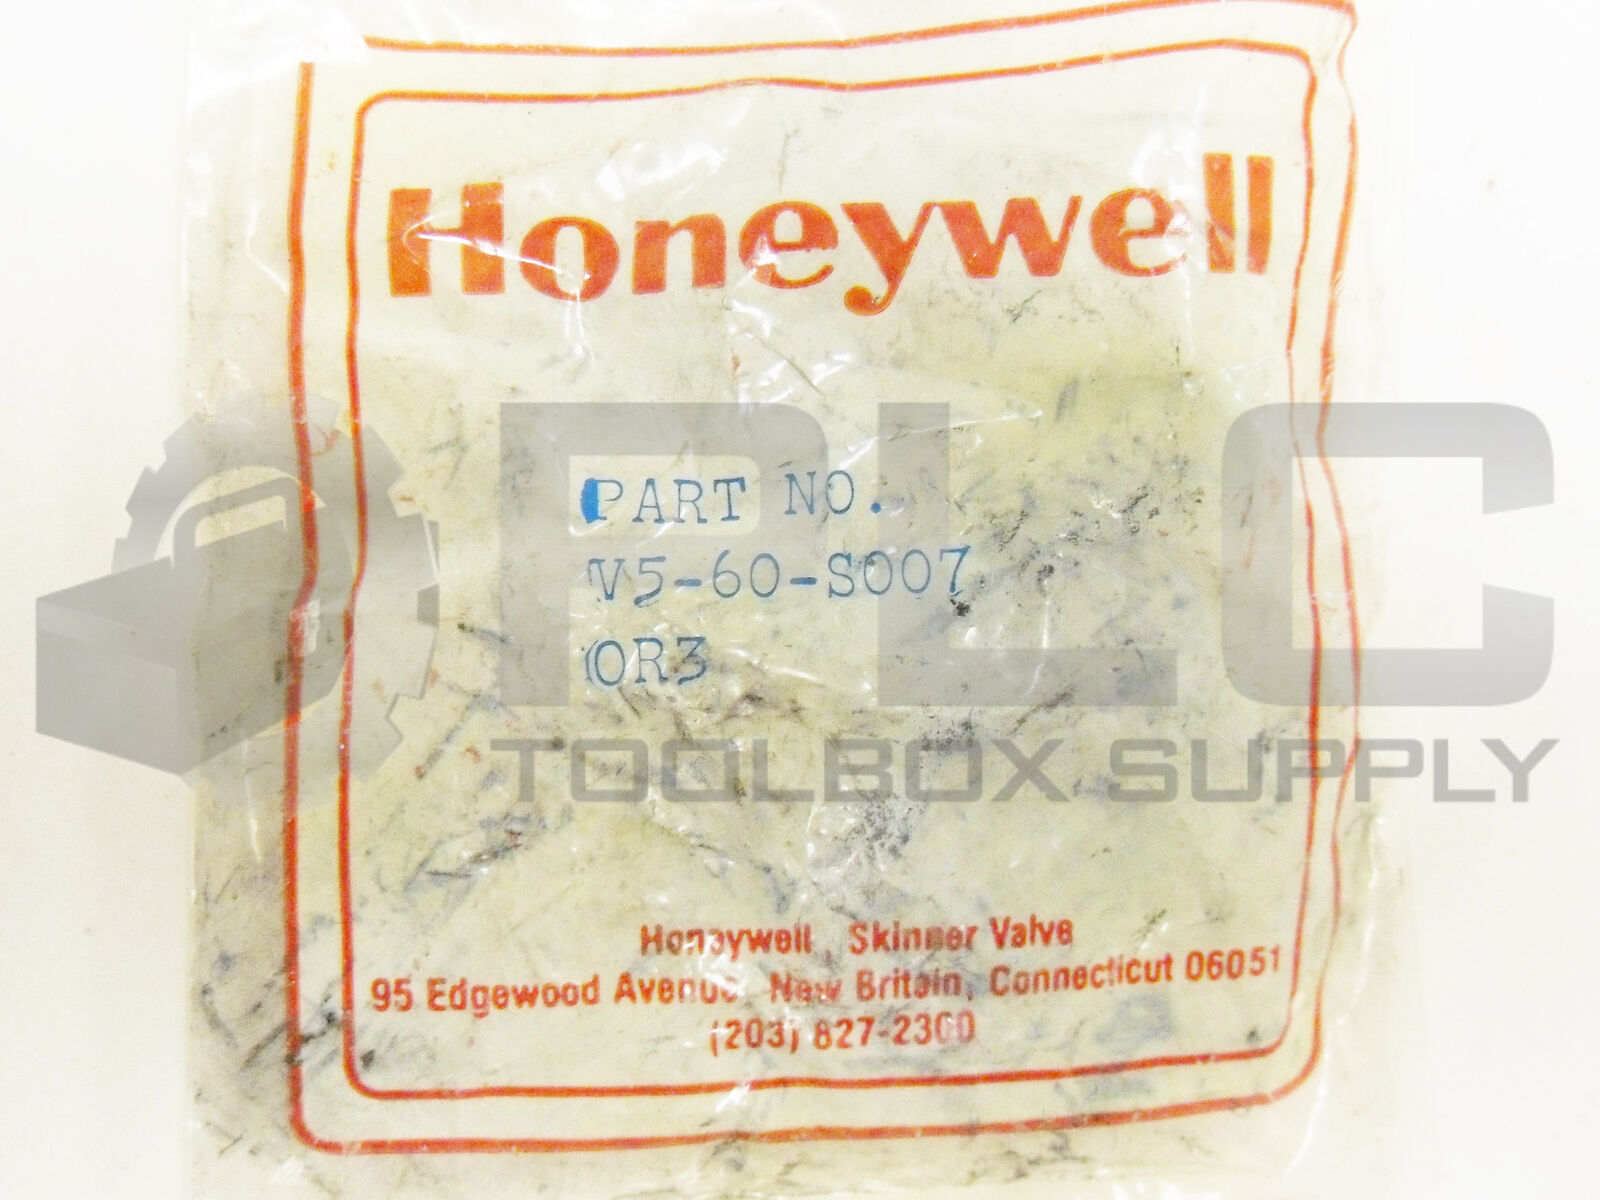 Honeywell
PART NO.
V5-60-S007
OR3
PLC
TOOLBOX SUPPLY
Honeywell, Skinner Valve
95 Edgewood Avenue, New Britain, Connecticut 06051
(203) 827-2300